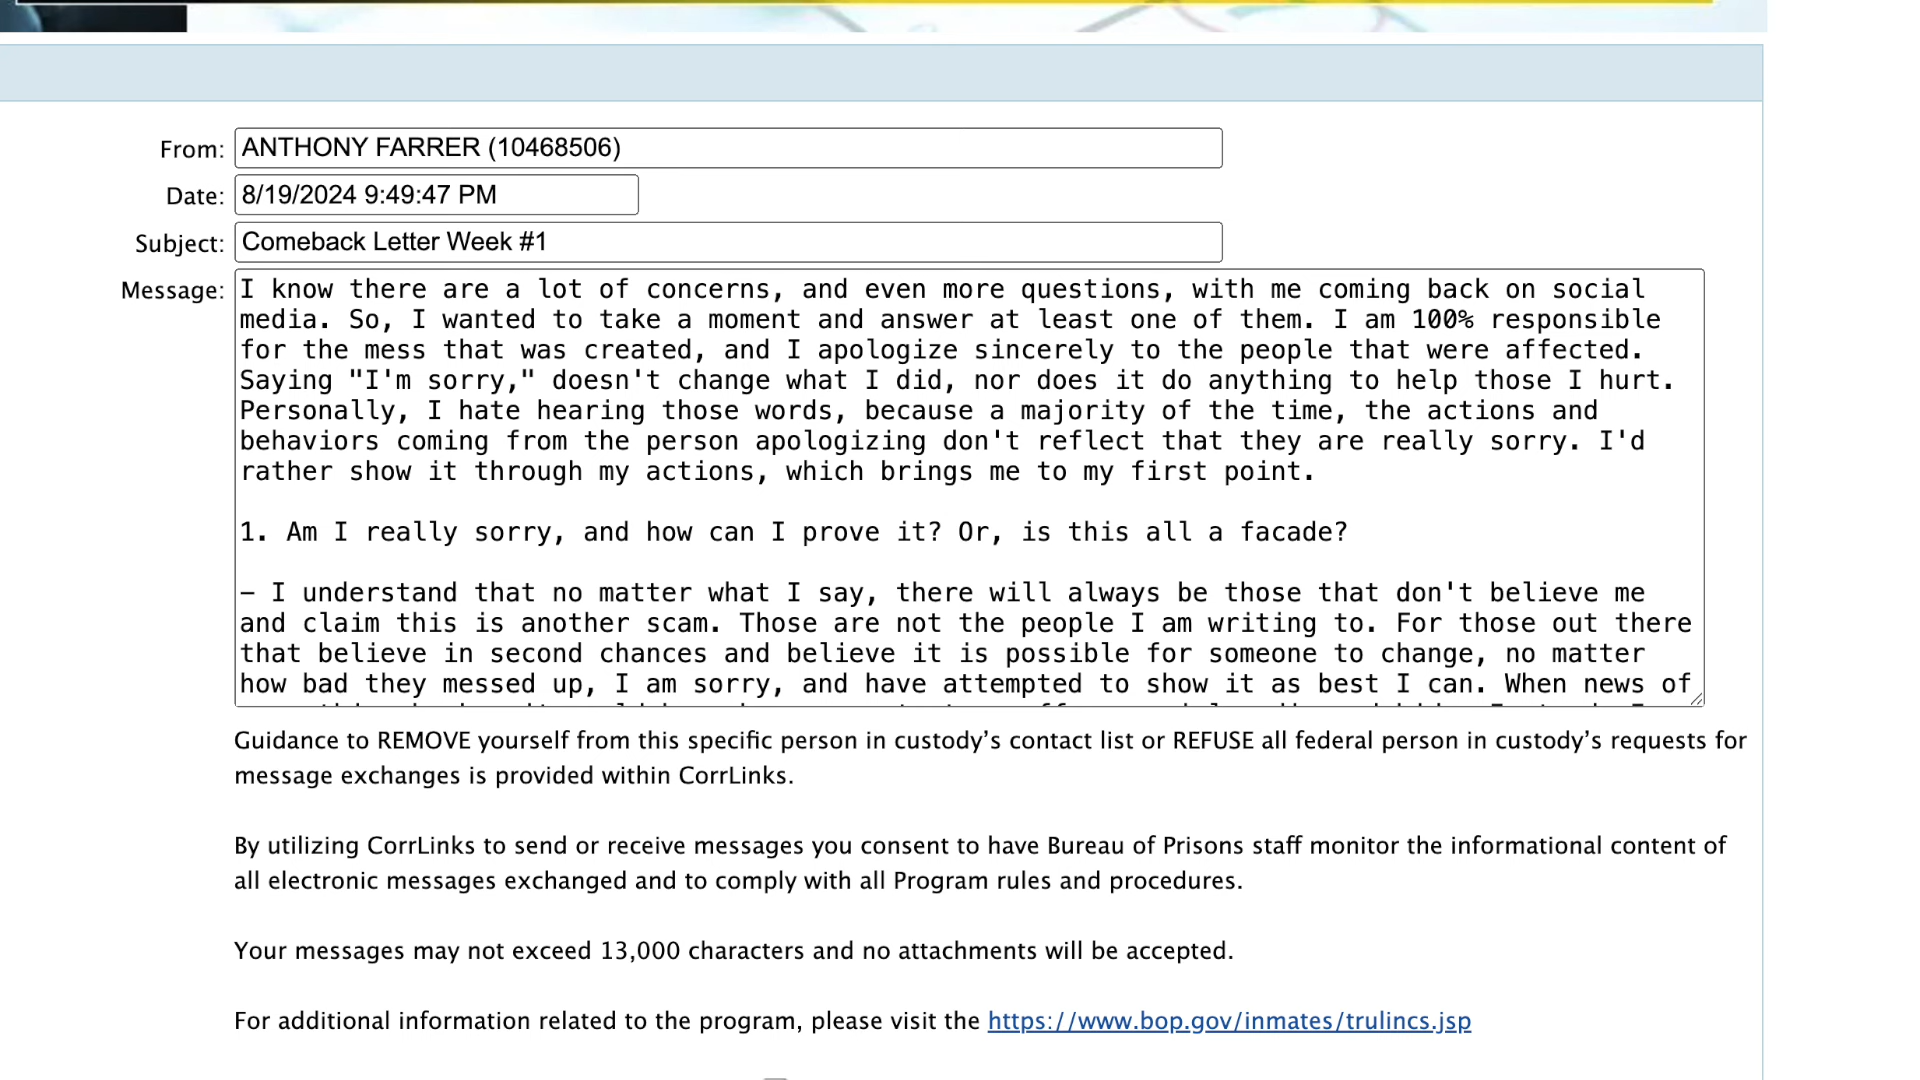 From: ANTHONY FARRER (10468506)
Date: 8/19/2024 9:49:47 PM
Subject: Comeback Letter Week #1
Message: I know there are a lot of concerns, and even more questions, with me coming back on social
media. So, I wanted to take a moment and answer at least one of them. I am 100% responsible
for the mess that was created, and I apologize sincerely to the people that were affected.
Saying "I'm sorry," doesn't change what I did, nor does it do anything to help those I hurt.
Personally, I hate hearing those words, because a majority of the time, the actions and
behaviors coming from the person apologizing don't reflect that they are really sorry. I'd
rather show it through my actions, which brings me to my first point.
1. Am I really sorry, and how can I prove it? Or, is this all a facade?
– I understand that no matter what I say, there will always be those that don't believe me
and claim this is another scam. Those are not the people I am writing to. For those out there
that believe in second chances and believe it is possible for someone to change, no matter
how bad they messed up, I am sorry, and have attempted to show it as best I can. When news of
Guidance to REMOVE yourself from this specific person in custody’s contact list or REFUSE all federal person in custody’s requests for
message exchanges is provided within CorrLinks.
By utilizing CorrLinks to send or receive messages you consent to have Bureau of Prisons staff monitor the informational content of
all electronic messages exchanged and to comply with all Program rules and procedures.
Your messages may not exceed 13,000 characters and no attachments will be accepted.
For additional information related to the program, please visit the https://www.bop.gov/inmates/trulincs.jsp